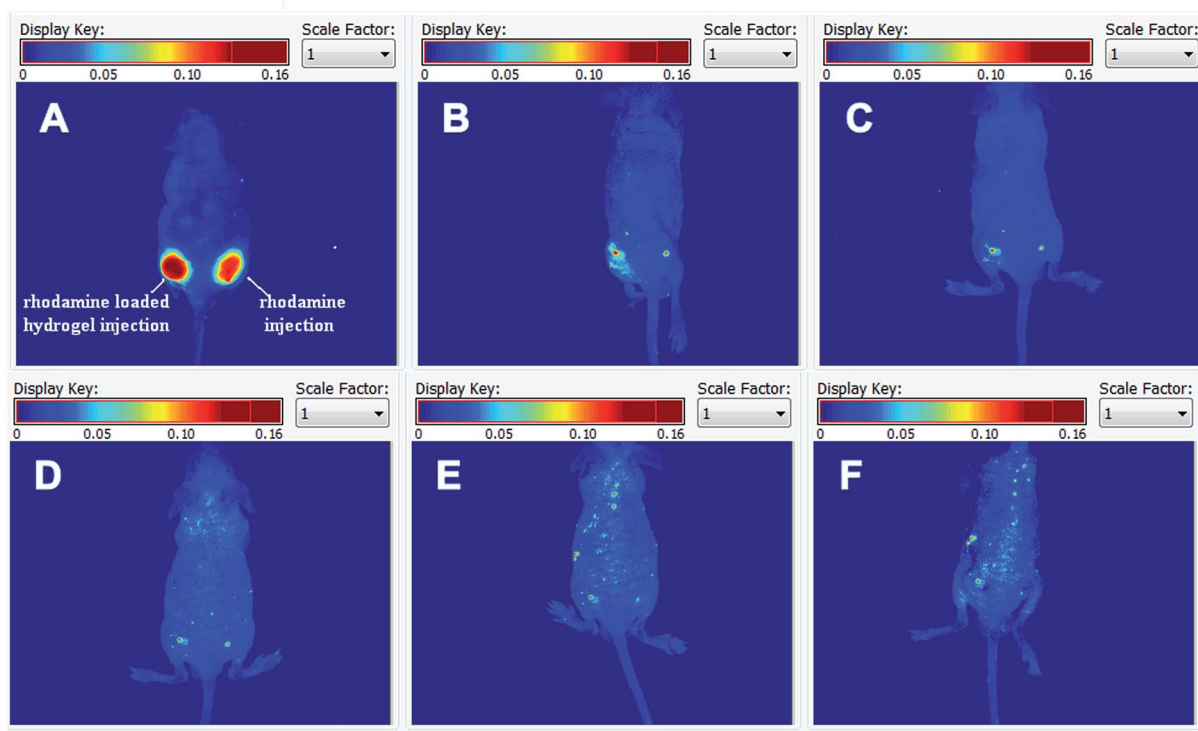 Display Key: Scale Factor:
1
0 0.05 0.10 0.16
Display Key: Scale Factor:
1
0 0.05 0.10 0.16
Display Key: Scale Factor:
1
0 0.05 0.10 0.16
A
rhodamine loaded
hydrogel injection
rhodamine
injection
B
C
Display Key: Scale Factor:
1
0 0.05 0.10 0.16
Display Key: Scale Factor:
1
0 0.05 0.10 0.16
Display Key: Scale Factor:
1
0 0.05 0.10 0.16
D
E
F